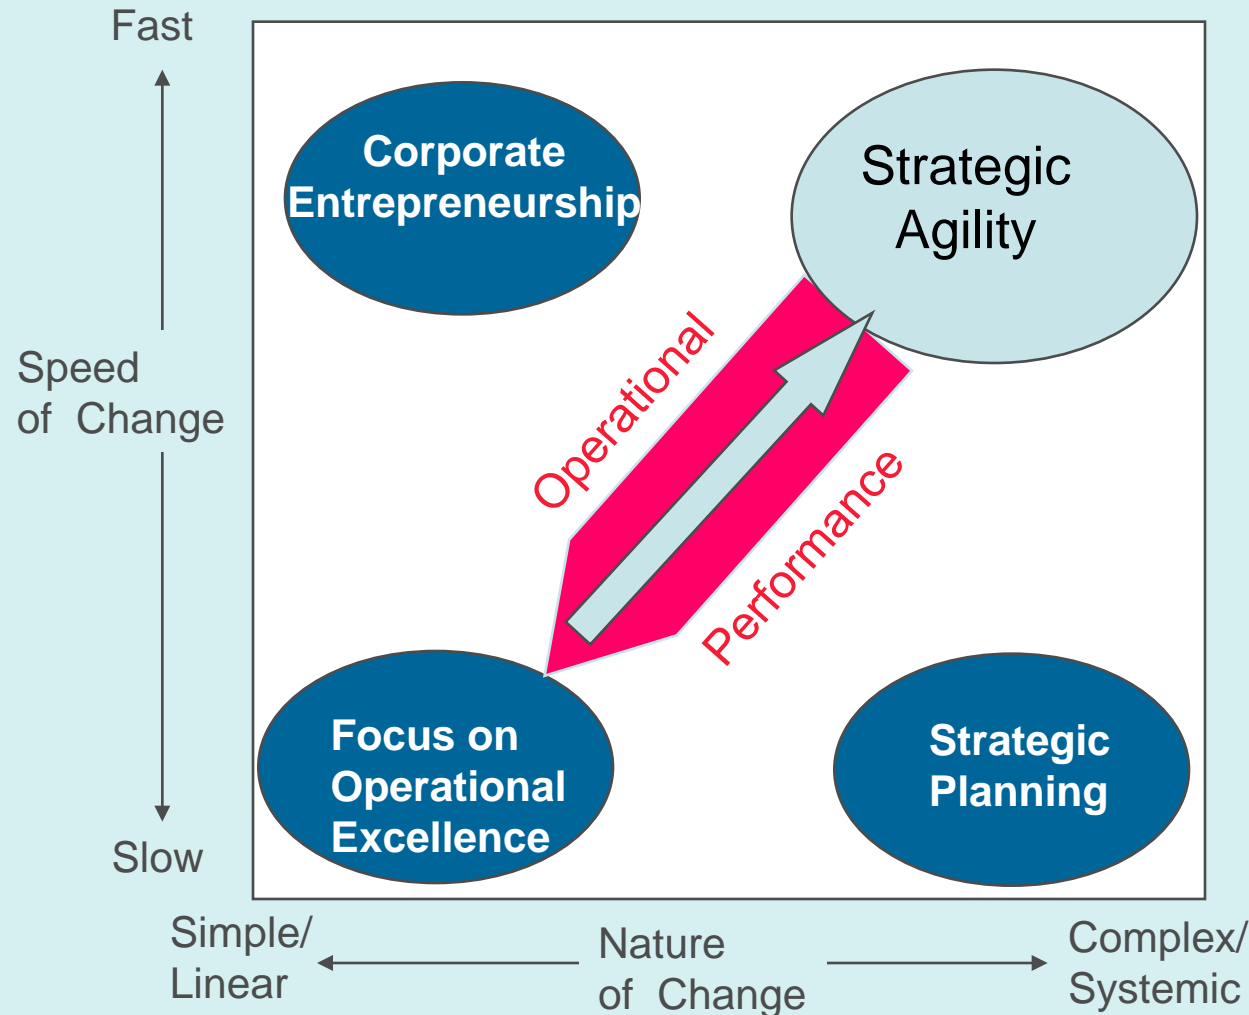 Fast
Corporate
Entrepreneurship
Strategic
Agility
Speed
of Change
Operational
Performance
Focus on
Operational
Excellence
Strategic
Planning
Slow
Simple/
Linear
Nature
of Change
Complex/
Systemic